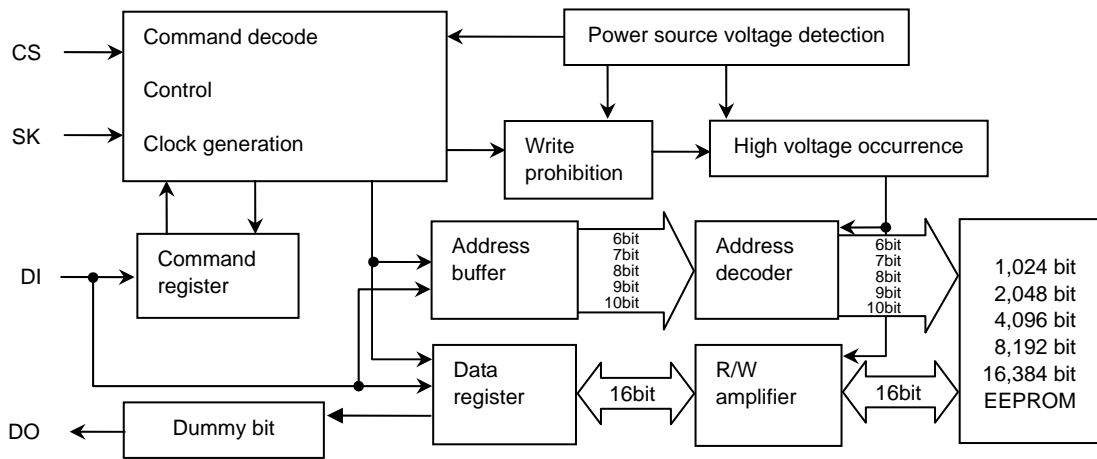 CS
SK
DI
DO
Command decode
Control
Clock generation
Power source voltage detection
Write
prohibition
High voltage occurrence
Command
register
Address
buffer
6bit
7bit
8bit
9bit
10bit
Address
decoder
6bit
7bit
8bit
9bit
10bit
1,024 bit
2,048 bit
4,096 bit
8,192 bit
16,384 bit
EEPROM
Data
register
16bit
R/W
amplifier
16bit
Dummy bit